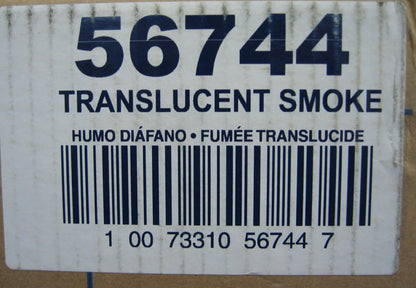 56744
TRANSLUCENT SMOKE
HUMO DIÁFANO • FUMÉE TRANSLUCIDE
1 00 73310 56744 7